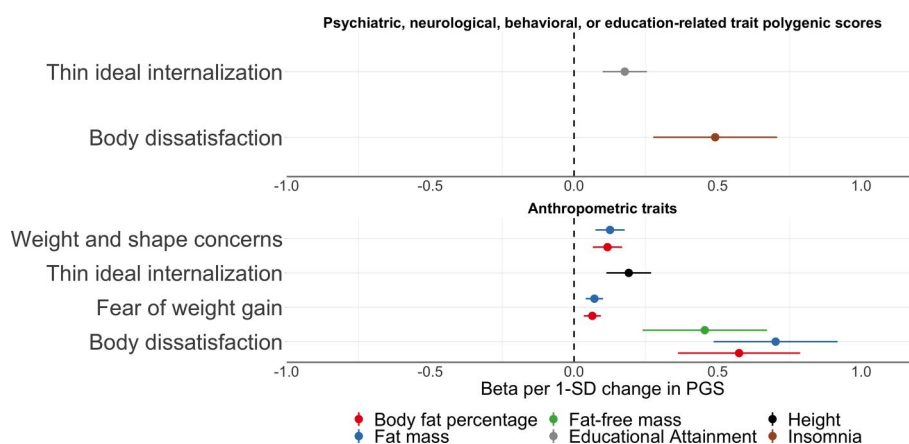 Psychiatric, neurological, behavioral, or education-related trait polygenic scores
Thin ideal internalization
Body dissatisfaction
-1.0 -0.5 0.0 0.5 1.0
Anthropometric traits
Weight and shape concerns
Thin ideal internalization
Fear of weight gain
Body dissatisfaction
-1.0 -0.5 0.0 0.5 1.0
Beta per 1-SD change in PGS
Body fat percentage Fat-free mass Height
Fat mass Educational Attainment Insomnia